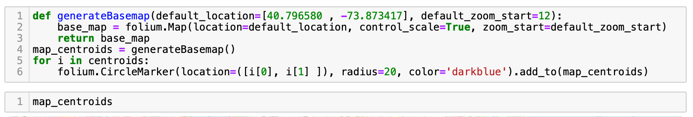 1 def generateBasemap(default_location=[40.796580 , -73.873417], default_zoom_start=12):
2     base_map = folium.Map(location=default_location, control_scale=True, zoom_start=default_zoom_start)
3     return base_map
4 map_centroids = generateBasemap()
5 for i in centroids:
6     folium.CircleMarker(location=([i[0], i[1] ]), radius=20, color='darkblue').add_to(map_centroids)
1 map_centroids